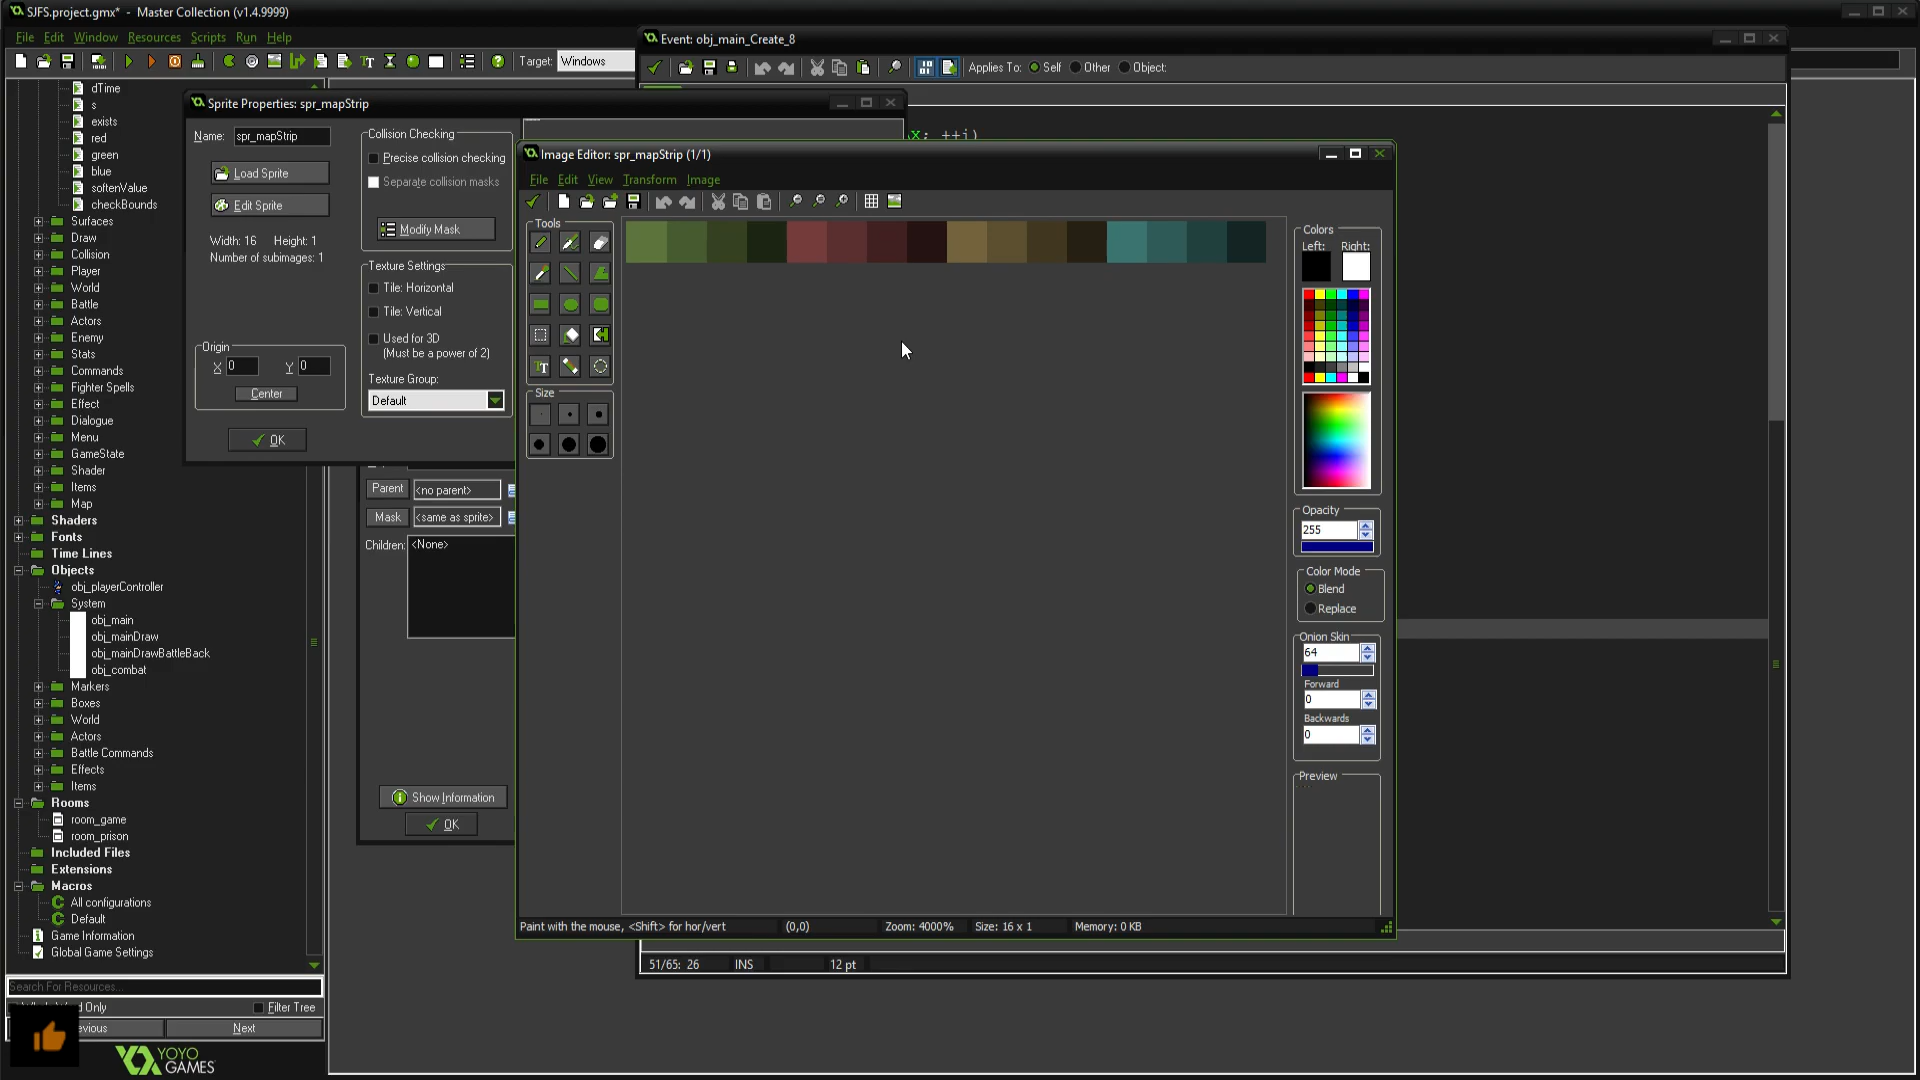 SJFS.project.gmx* - Master Collection (v1.4.9999)
File Edit Window Resources Scripts Run Help
Target: Windows
dTime
s
exists
red
green
blue
softenValue
checkBounds
Surfaces
Draw
Collision
Player
World
Battle
Actors
Enemy
Stats
Commands
Fighter Spells
Effect
Dialogue
Menu
GameState
Shader
Items
Map
Shaders
Fonts
Time Lines
Objects
obj_playerController
System
obj_main
obj_mainDraw
obj_mainDrawBattleBack
obj_combat
Markers
Boxes
World
Actors
Battle Commands
Effects
Items
Rooms
room_game
room_prison
Included Files
Extensions
Macros
All configurations
Default
Game Information
Global Game Settings
Search For Resources...
d Only Filter Tree
evious Next
YOYO
GAMES™
Sprite Properties: spr_mapStrip
Name: spr_mapStrip
Load Sprite
Edit Sprite
Width: 16 Height: 1
Number of subimages: 1
Origin
X 0 Y 0
Center
OK
Collision Checking
Precise collision checking
Separate collision masks
Modify Mask
Texture Settings
Tile: Horizontal
Tile: Vertical
Used for 3D
(Must be a power of 2)
Texture Group:
Default
Parent <no parent>
Mask <same as sprite>
Children: <None>
Show Information
OK
Event: obj_main_Create_8
Applies To: Self Other Object:
x; ++i)
51/65: 26 INS 12 pt
Image Editor: spr_mapStrip (1/1)
File Edit View Transform Image
Tools
Size
Colors
Left: Right:
Opacity
255
Color Mode
Blend
Replace
Onion Skin
64
Forward
0
Backwards
0
Preview
Paint with the mouse, <Shift> for hor/vert (0,0) Zoom: 4000% Size: 16 x 1 Memory: 0 KB